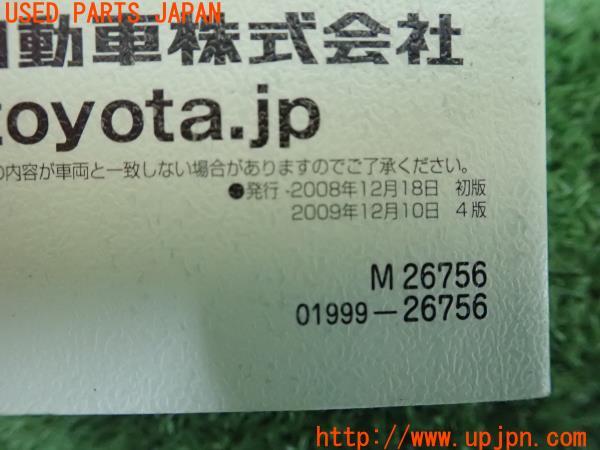 USED PARTS JAPAN
動車株式会社
toyota.jp
の内容が車両と一致しない場合がありますのでご了承ください。
●発行-2008年12月18日 初版
2009年12月10日 4版
M 26756
01999-26756
http://www.upjpn.com